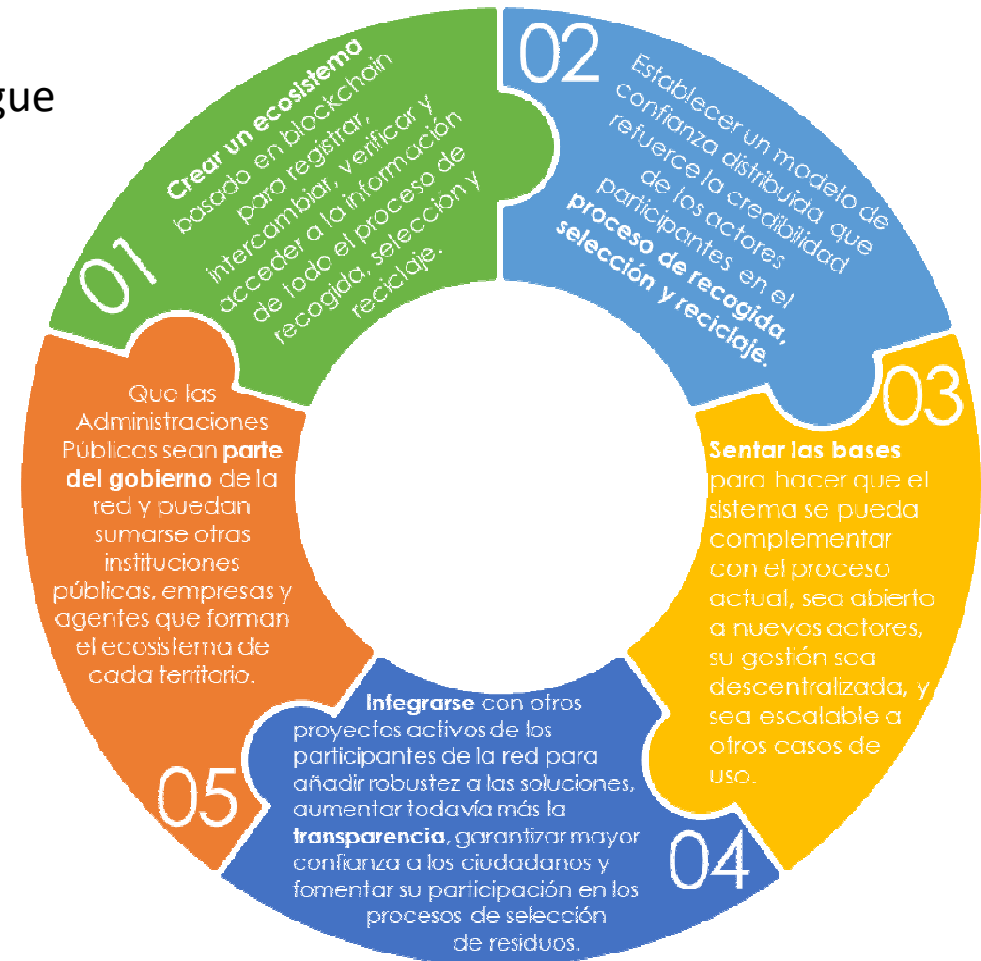 gue
01
Crear un ecosistema
basado en blockchain
para registrar,
intercambiar, verificar y
acceder a la información
de todo el proceso de
recogida, selección y
reciclaje.
02
Establecer un modelo de
confianza distribuida, que
refuerce la credibilidad
de los actores
participantes en el
proceso de recogida,
selección y reciclaje.
03
Sentar las bases
para hacer que el
sistema se pueda
complementar
con el proceso
actual, sea abierto
a nuevos actores,
su gestión sea
descentralizada, y
sea escalable a
otros casos de
uso.
04
Integrarse con otros
proyectos activos de los
participantes de la red para
añadir robustez a las soluciones,
aumentar todavía más la
transparencia, garantizar mayor
confianza a los ciudadanos y
fomentar su participación en los
procesos de selección
de residuos.
05
Que las
Administraciones
Públicas sean parte
del gobierno de la
red y puedan
sumarse otras
instituciones
públicas, empresas y
agentes que forman
el ecosistema de
cada territorio.